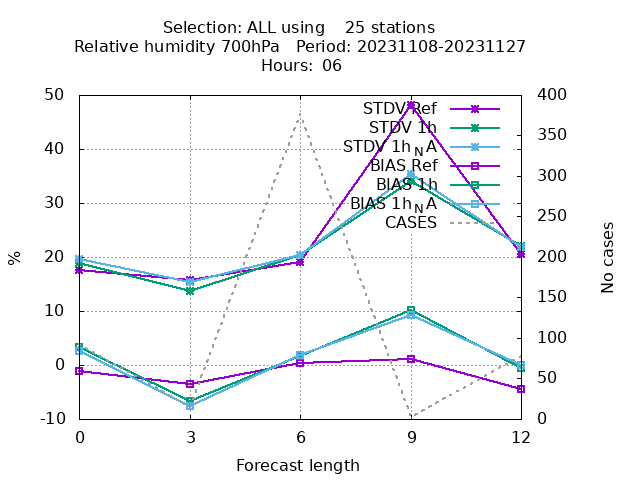 Selection: ALL using    25 stations
Relative humidity 700hPa   Period: 20231108-20231127
Hours: 06
50
40
30
20
10
0
-10
%
400
350
300
250
200
150
100
50
0
No cases
STDV Ref
STDV 1h
STDV 1h_NA
BIAS Ref
BIAS 1h
BIAS 1h_NA
CASES
0
3
6
9
12
Forecast length